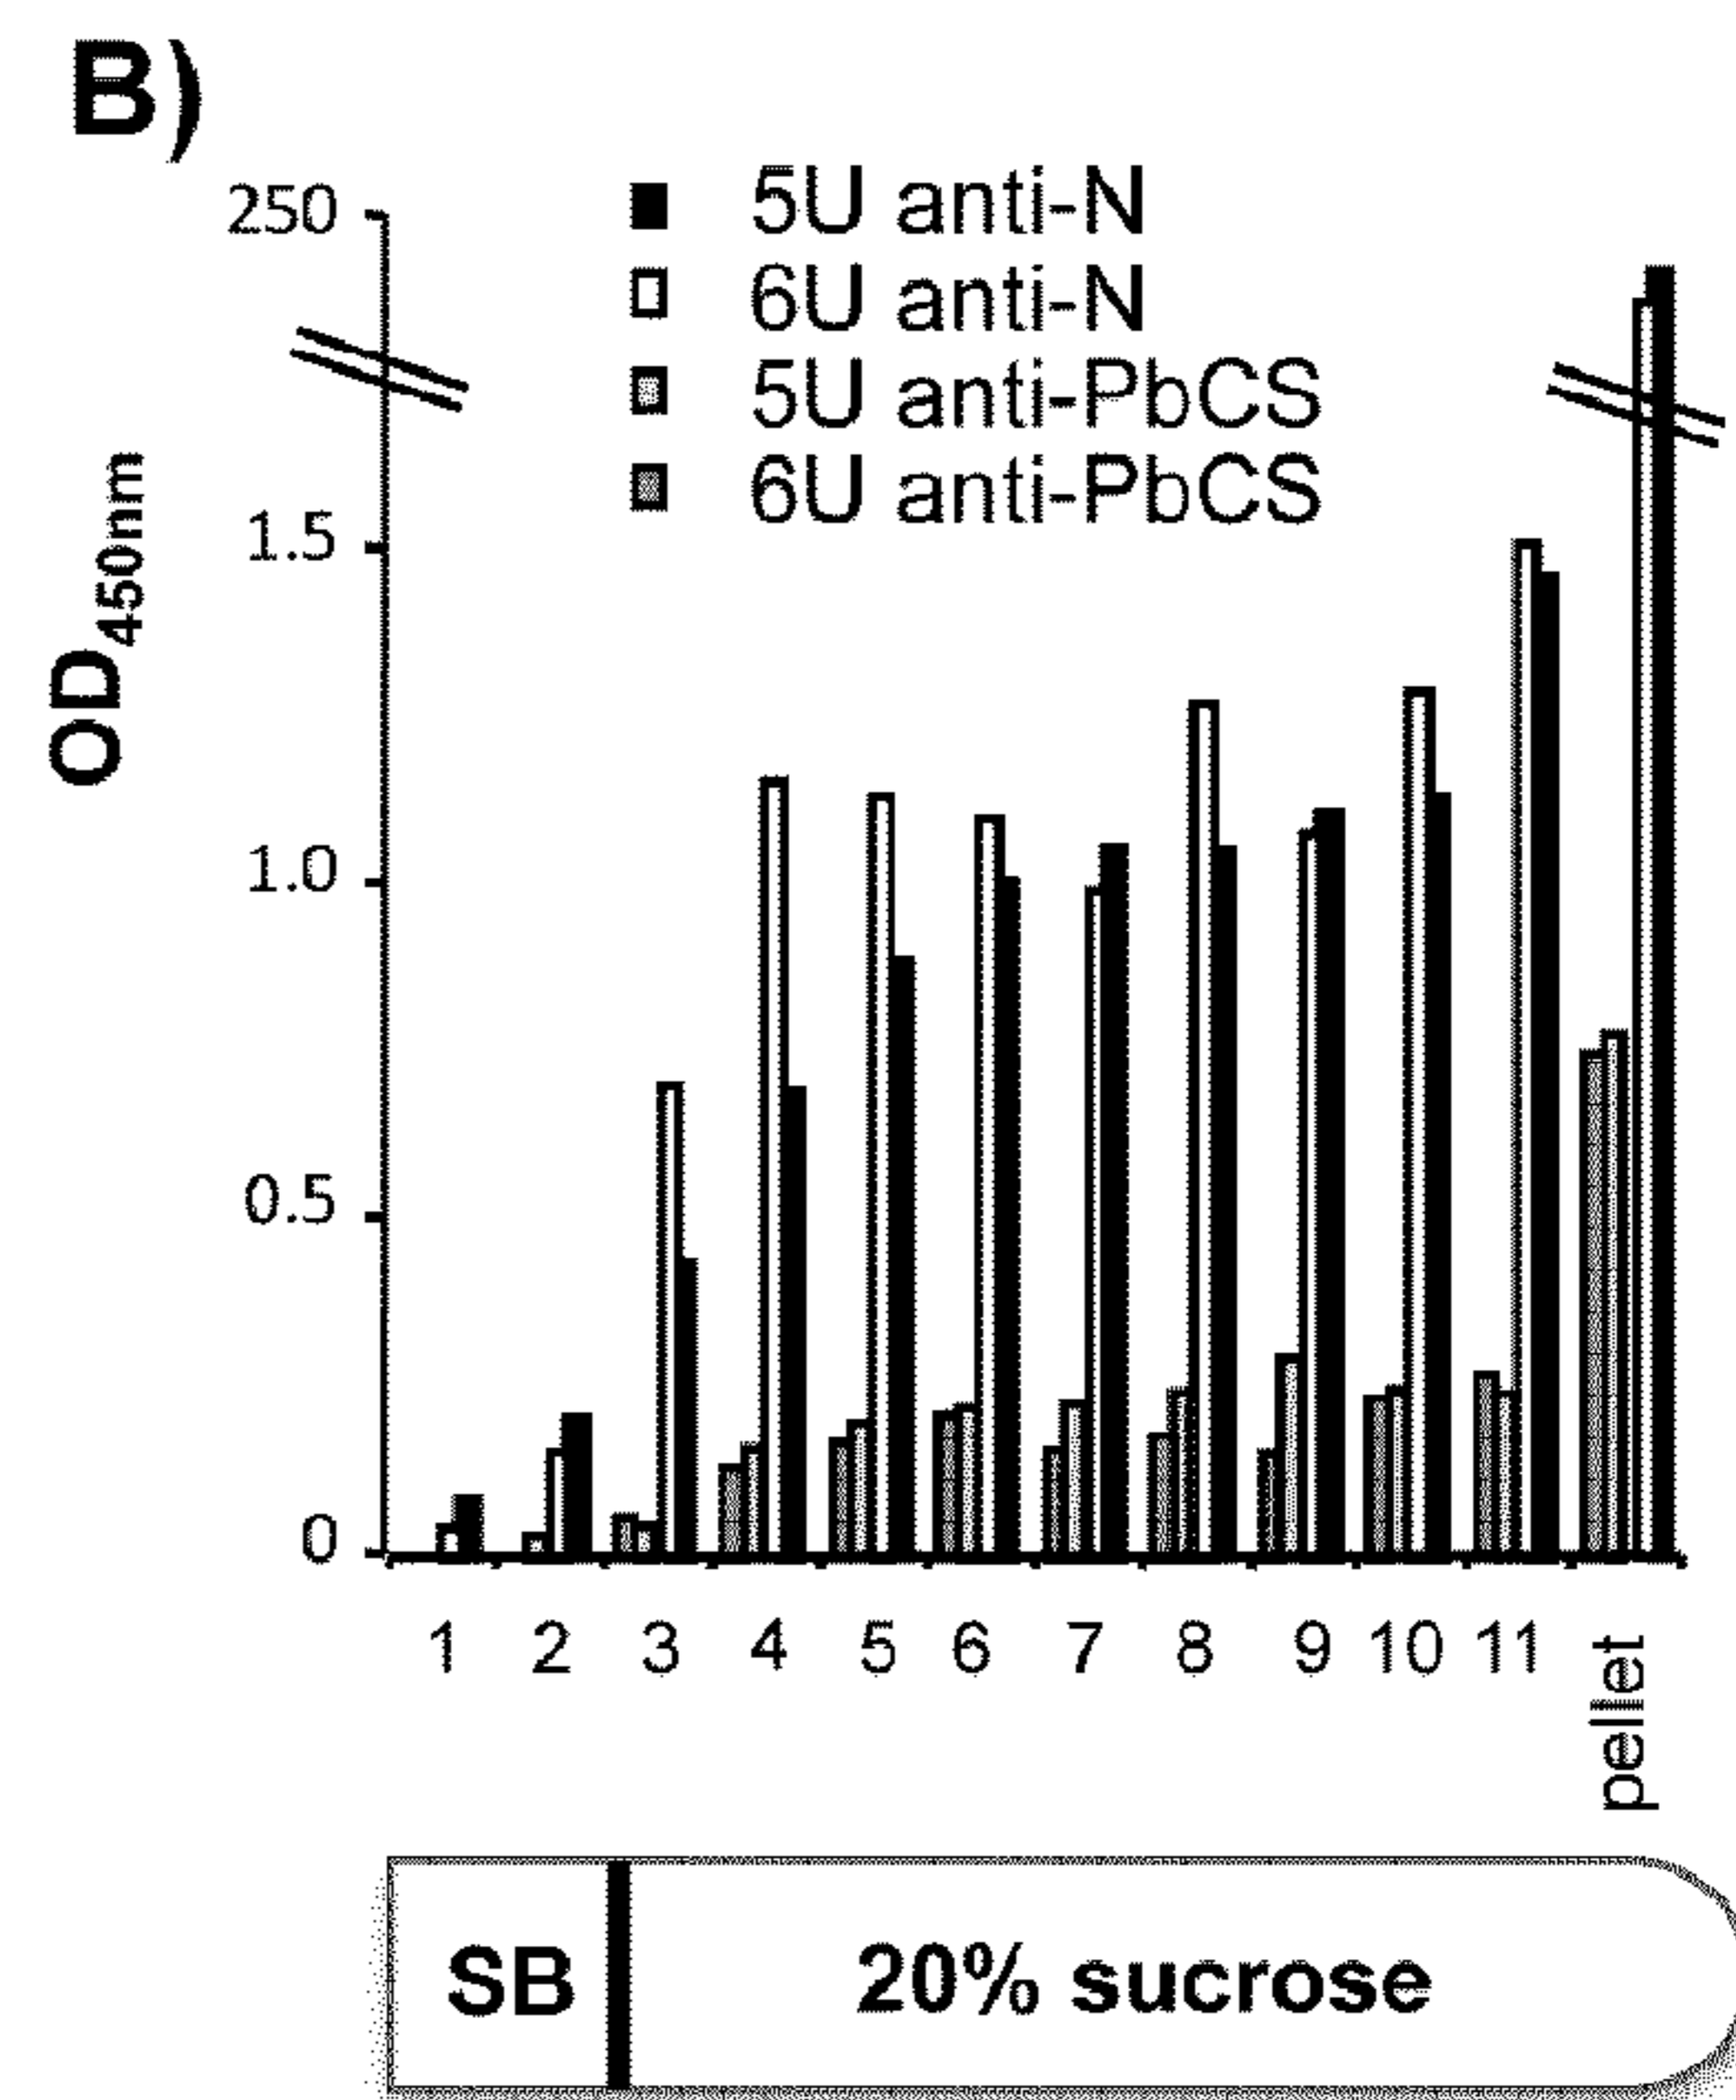 B)
5U anti-N
6U anti-N
5U anti-PbCS
6U anti-PbCS
OD450nm
250
1.5
1.0
0.5
0
1 2 3 4 5 6 7 8 9 10 11 pellet
SB 20% sucrose